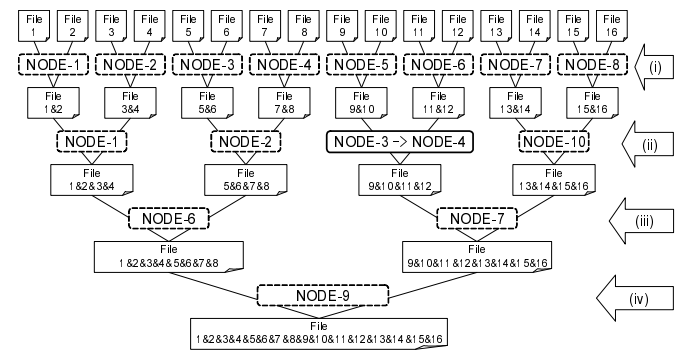 File File File File File File File File File File File File File File File File
1 2 3 4 5 6 7 8 9 10 11 12 13 14 15 16
NODE-1 NODE-2 NODE-3 NODE-4 NODE-5 NODE-6 NODE-7 NODE-8 (i)
File File File File File File File File
1&2 3&4 5&6 7&8 9&10 11&12 13&14 15&16
NODE-1 NODE-2 NODE-3 -> NODE-4 NODE-10 (ii)
File File File File
1&2&3&4 5&6&7&8 9&10&11&12 13&14&15&16
NODE-6 NODE-7 (iii)
File File
1&2&3&4&5&6&7&8 9&10&11&12&13&14&15&16
NODE-9 (iv)
File
1&2&3&4&5&6&7&8&9&10&11&12&13&14&15&16